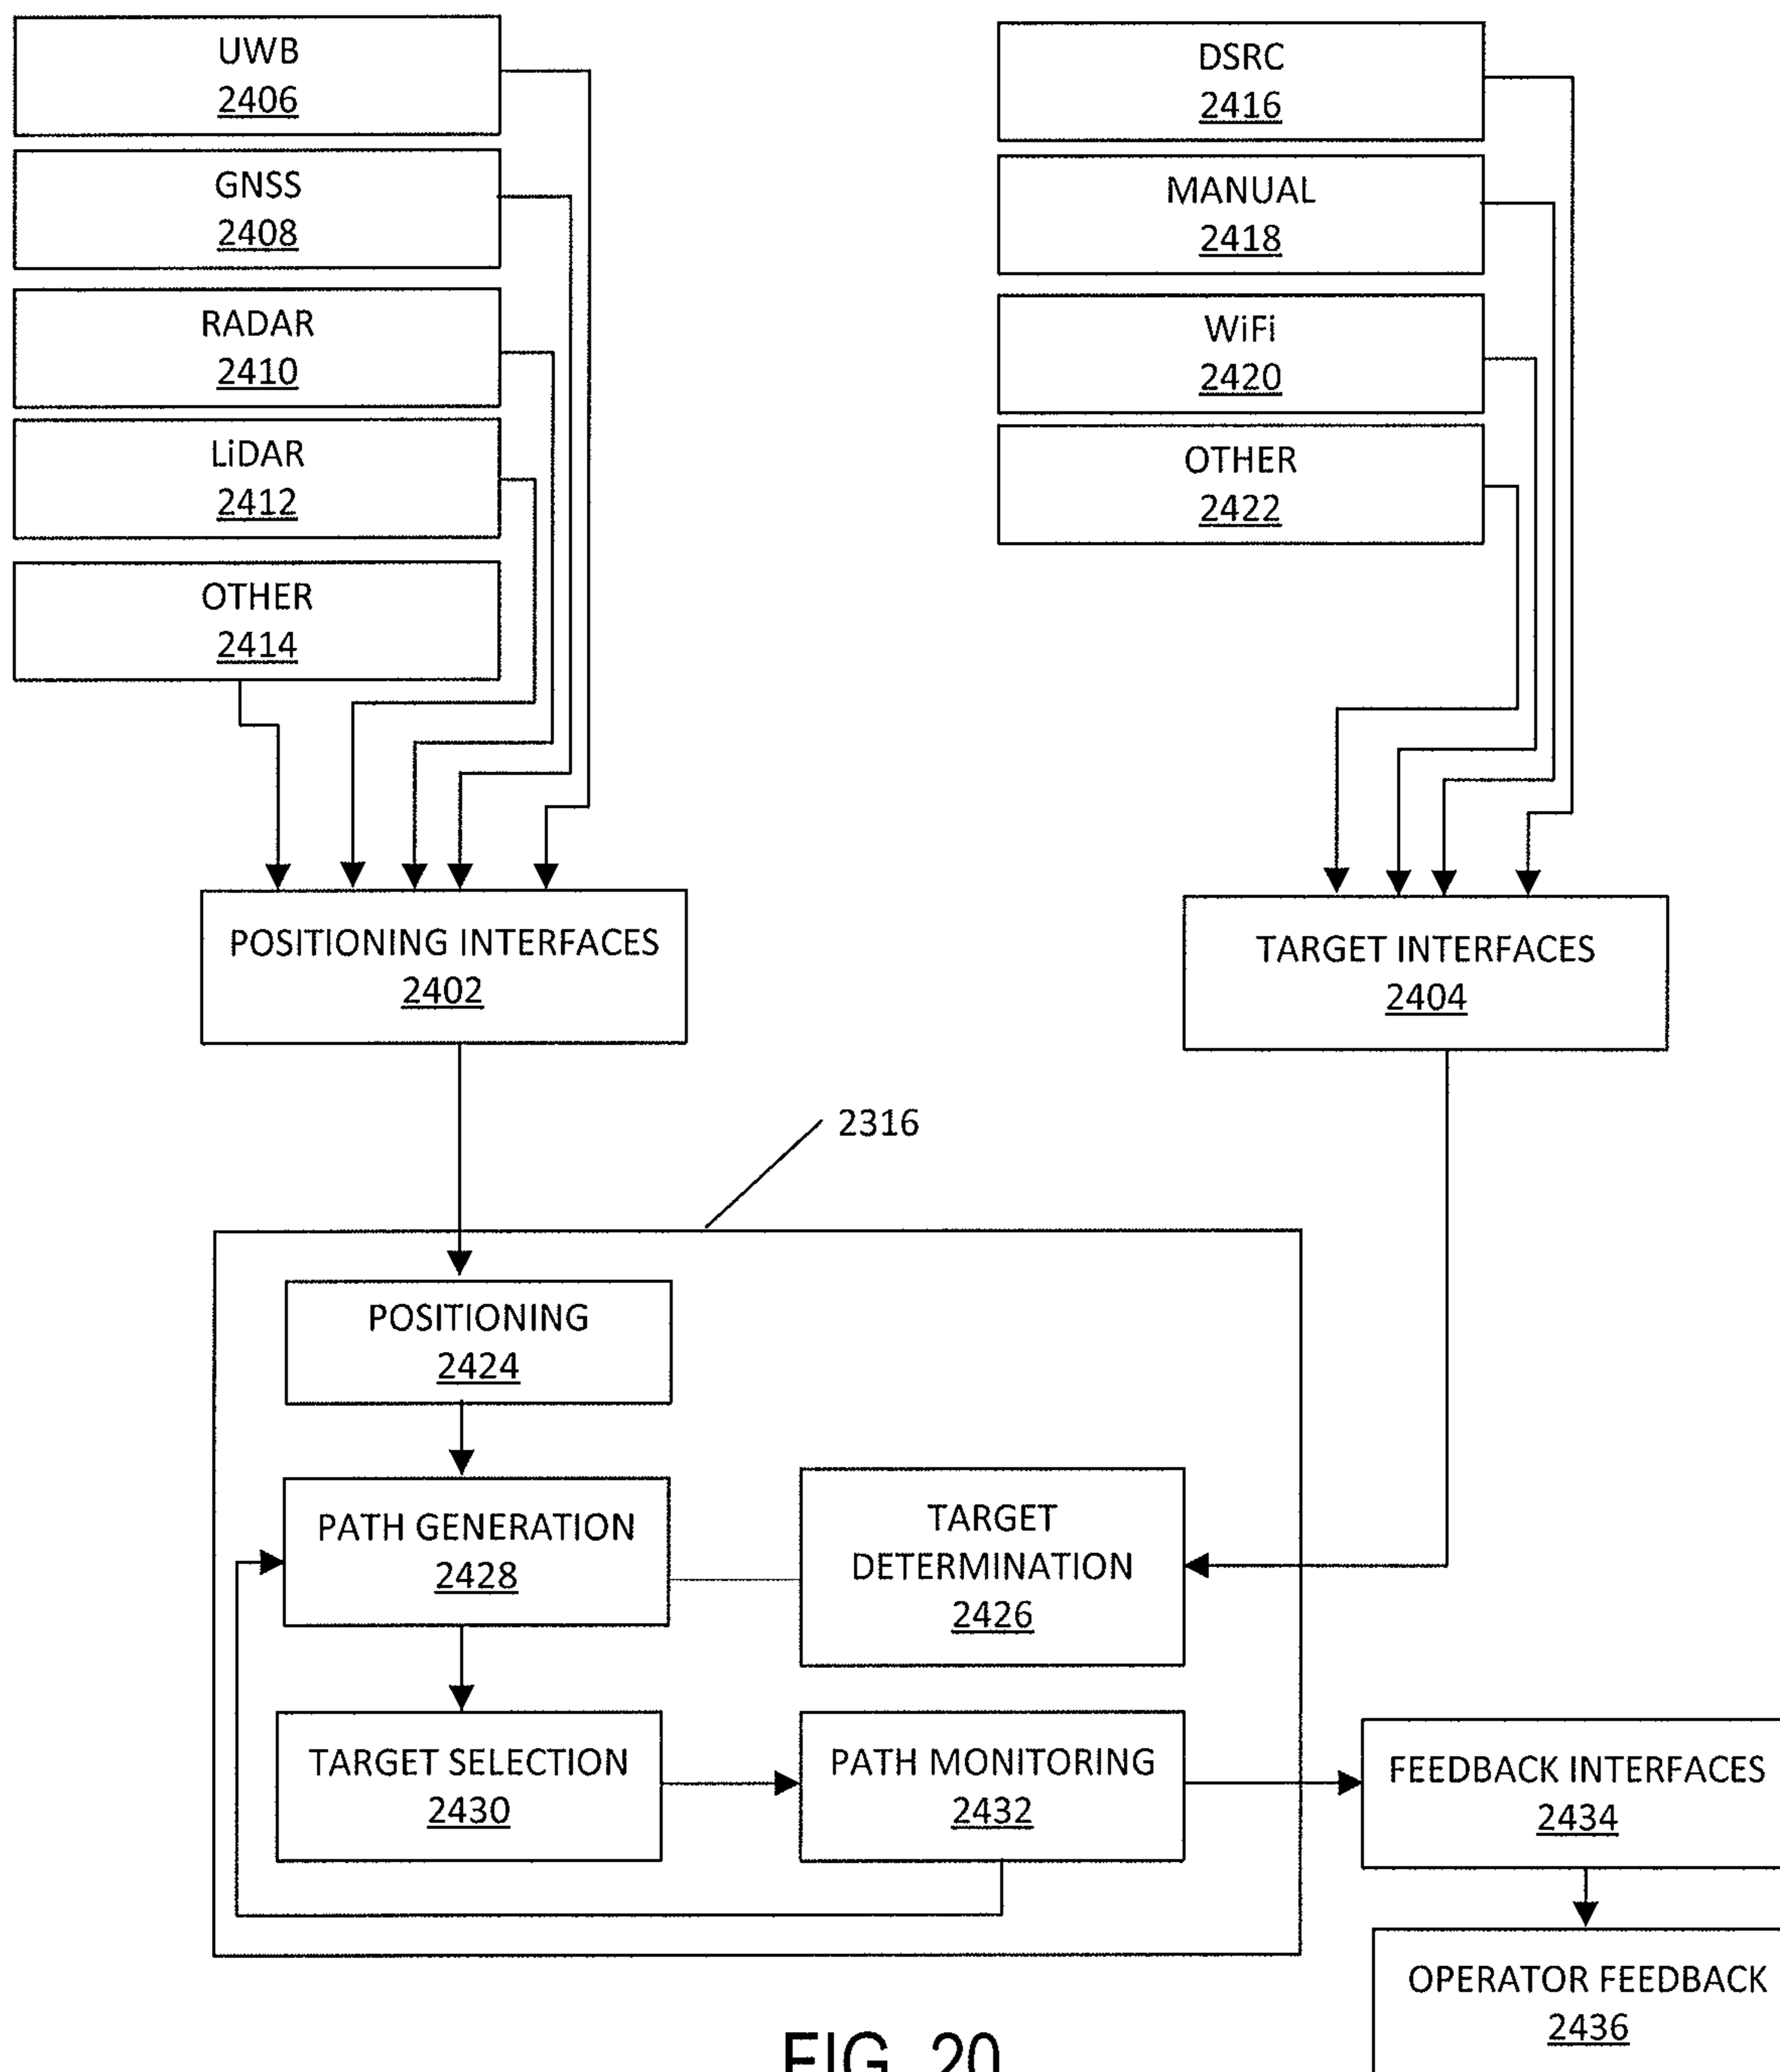 UWB
2406
GNSS
2408
RADAR
2410
LiDAR
2412
OTHER
2414
DSRC
2416
MANUAL
2418
WiFi
2420
OTHER
2422
POSITIONING INTERFACES
2402
TARGET INTERFACES
2404
2316
POSITIONING
2424
PATH GENERATION
2428
TARGET
DETERMINATION
2426
TARGET SELECTION
2430
PATH MONITORING
2432
FEEDBACK INTERFACES
2434
OPERATOR FEEDBACK
2436
FIG. 20